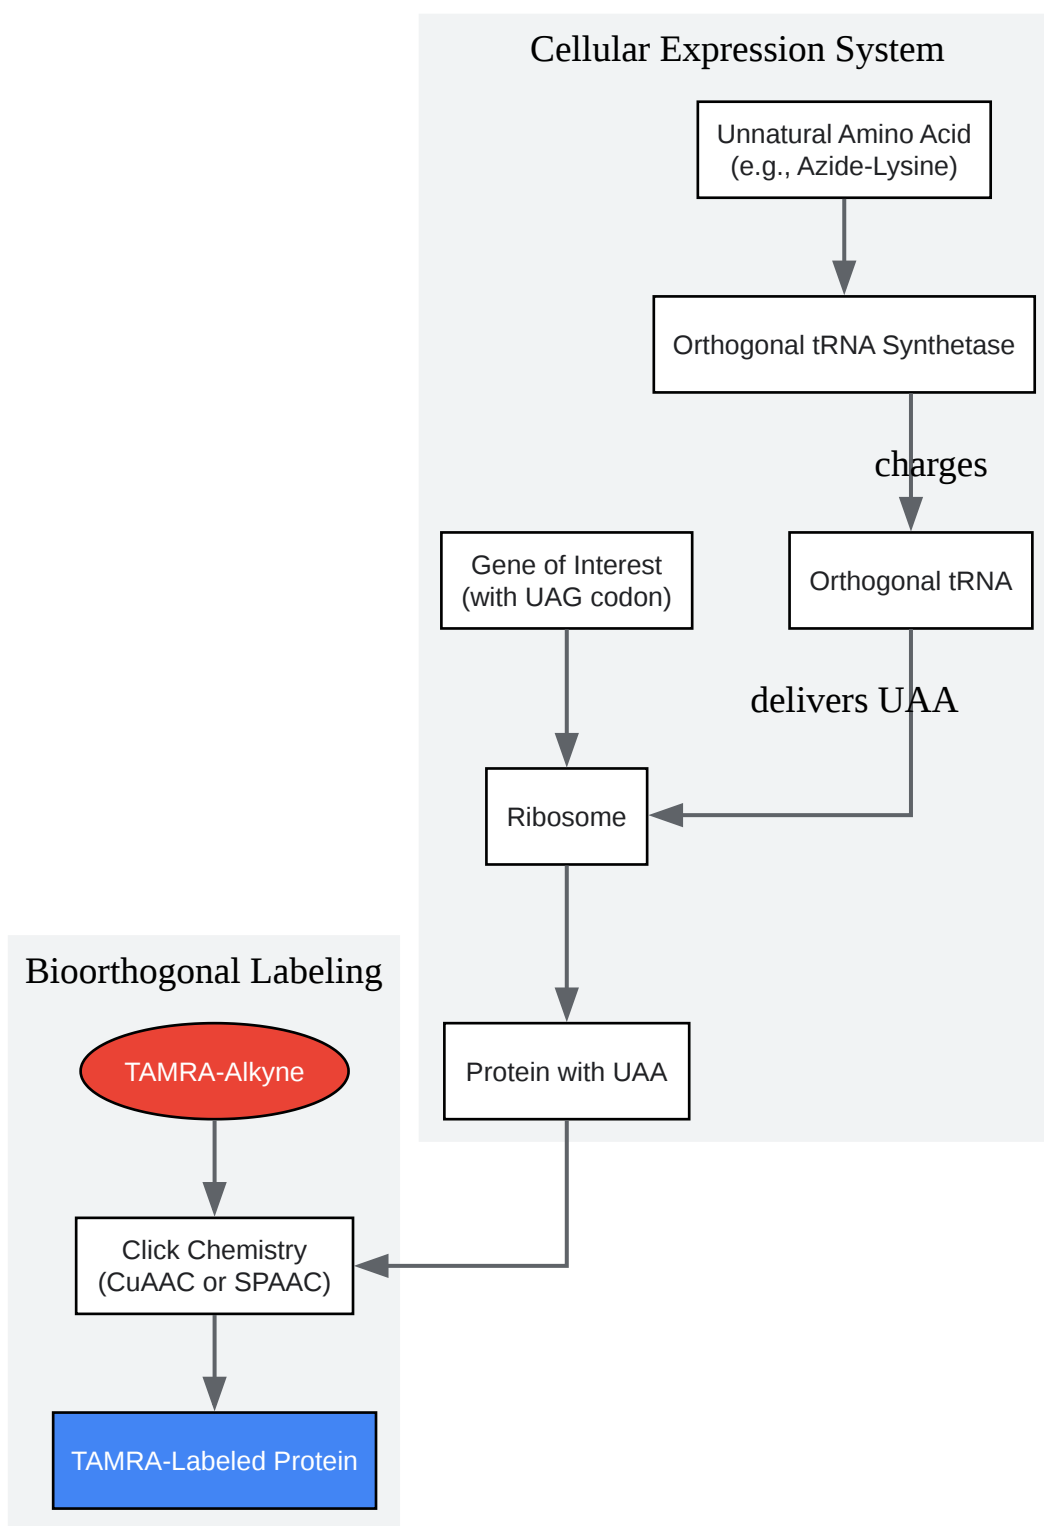 Cellular Expression System
Unnatural Amino Acid
(e.g., Azide-Lysine)
Orthogonal tRNA Synthetase
charges
Gene of Interest
(with UAG codon)
Orthogonal tRNA
delivers UAA
Ribosome
Protein with UAA
Bioorthogonal Labeling
TAMRA-Alkyne
Click Chemistry
(CuAAC or SPAAC)
TAMRA-Labeled Protein